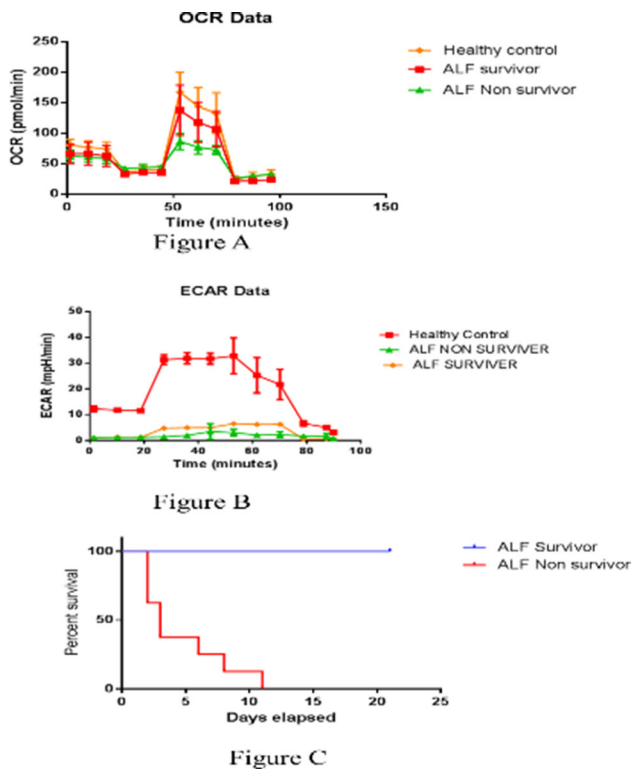 OCR Data
250
200
150
100
50
0
OCR (pmol/min)
0
50
100
150
Time (minutes)
Healthy control
ALF survivor
ALF Non survivor
Figure A
ECAR Data
50
40
30
20
10
0
ECAR (mpH/min)
0
20
40
60
80
100
Time (minutes)
Healthy Control
ALF NON SURVIVER
ALF SURVIVER
Figure B
100
50
0
Percent survival
0
5
10
15
20
25
Days elapsed
ALF Survivor
ALF Non survivor
Figure C